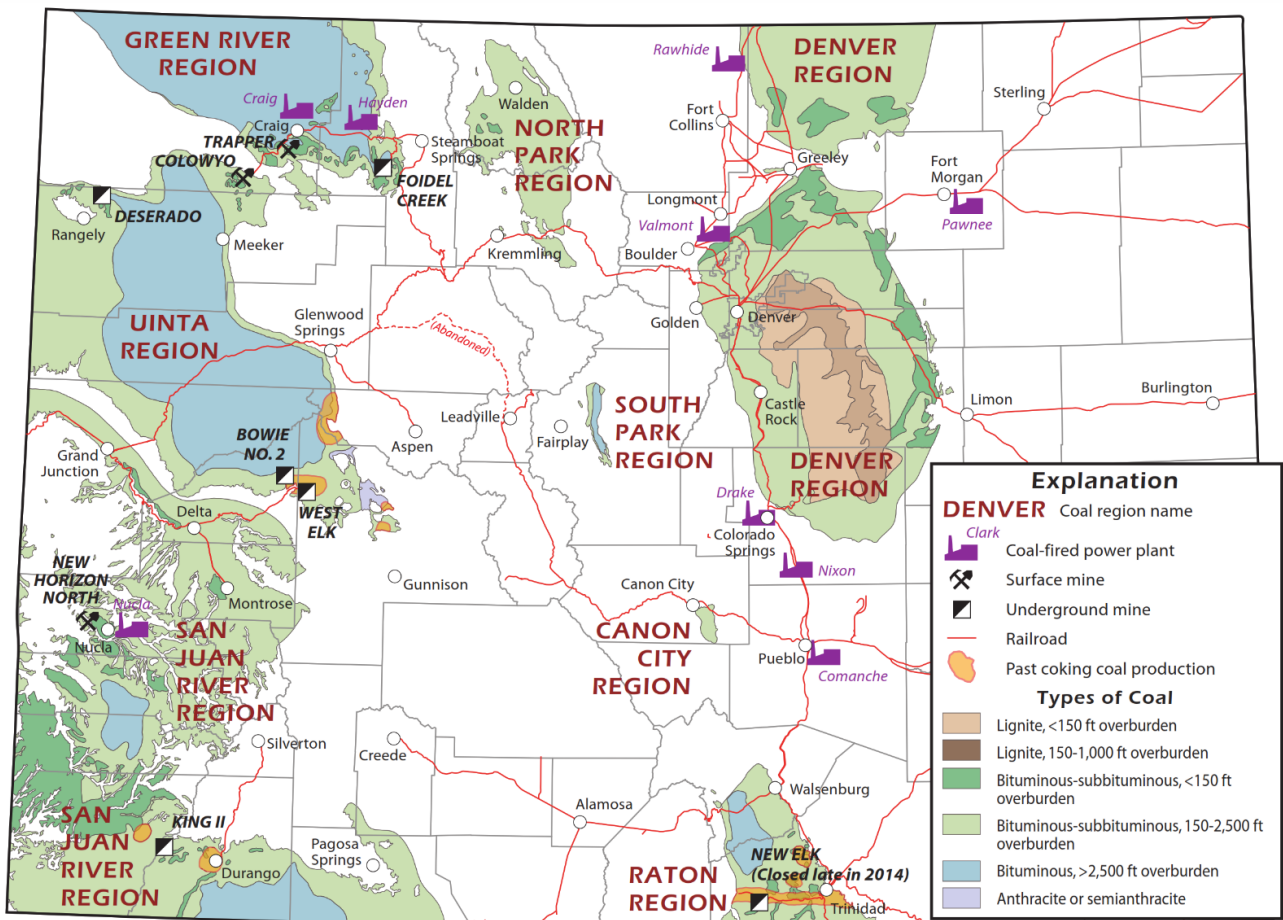 GREEN RIVER
REGION
Rawhide
DENVER
REGION
Craig
Hayden
Walden
Sterling
Fort
Collins
Craig
NORTH
PARK
REGION
TRAPPER
COLOWYO
Steamboat
Springs
Greeley
FOIDEL
CREEK
Fort
Morgan
DESERADO
Longmont
Rangely
Valmont
Pawnee
Meeker
Kremmling
Boulder
UINTA
REGION
Glenwood
Springs
(Abandoned)
Golden
Denver
Burlington
Leadville
SOUTH
PARK
REGION
Castle
Rock
Limon
BOWIE
NO. 2
Aspen
Fairplay
Grand
Junction
DENVER
REGION
WEST
ELK
Drake
Delta
Colorado
Springs
NEW
HORIZON
NORTH
Gunnison
Nixon
Canon City
Montrose
Nucla
Nucla
SAN
JUAN
RIVER
REGION
CANON
CITY
REGION
Pueblo
Comanche
Silverton
Creede
Walsenburg
Alamosa
SAN
JUAN
RIVER
REGION
KING II
Pagosa
Springs
Durango
NEW ELK
(Closed late in 2014)
RATON
REGION
Trinidad
Explanation
DENVER Coal region name
Clark
Coal-fired power plant
Surface mine
Underground mine
Railroad
Past coking coal production
Types of Coal
Lignite, <150 ft overburden
Lignite, 150-1,000 ft overburden
Bituminous-subbituminous, <150 ft
overburden
Bituminous-subbituminous, 150-2,500 ft
overburden
Bituminous, >2,500 ft overburden
Anthracite or semianthracite